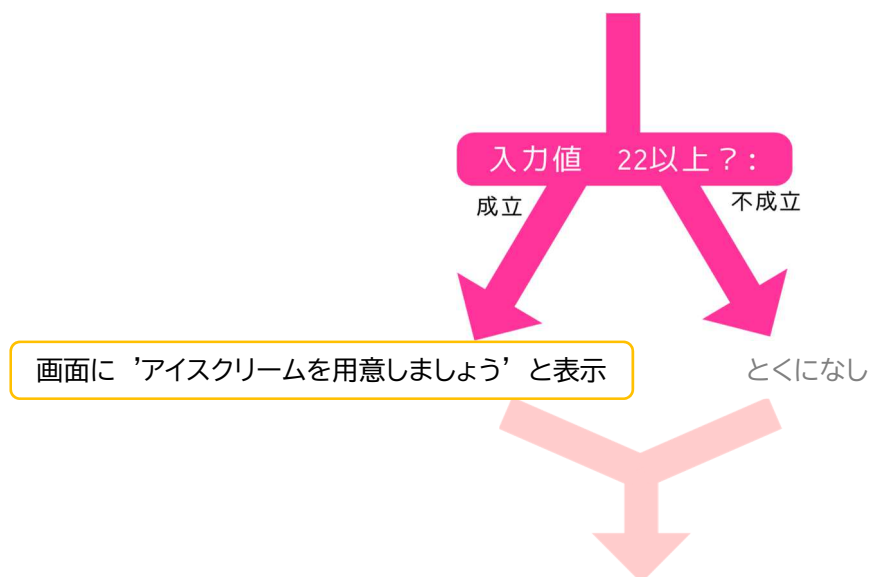 入力値　22以上？:
成立
不成立
画面に ’アイスクリームを用意しましょう’ と表示
とくになし